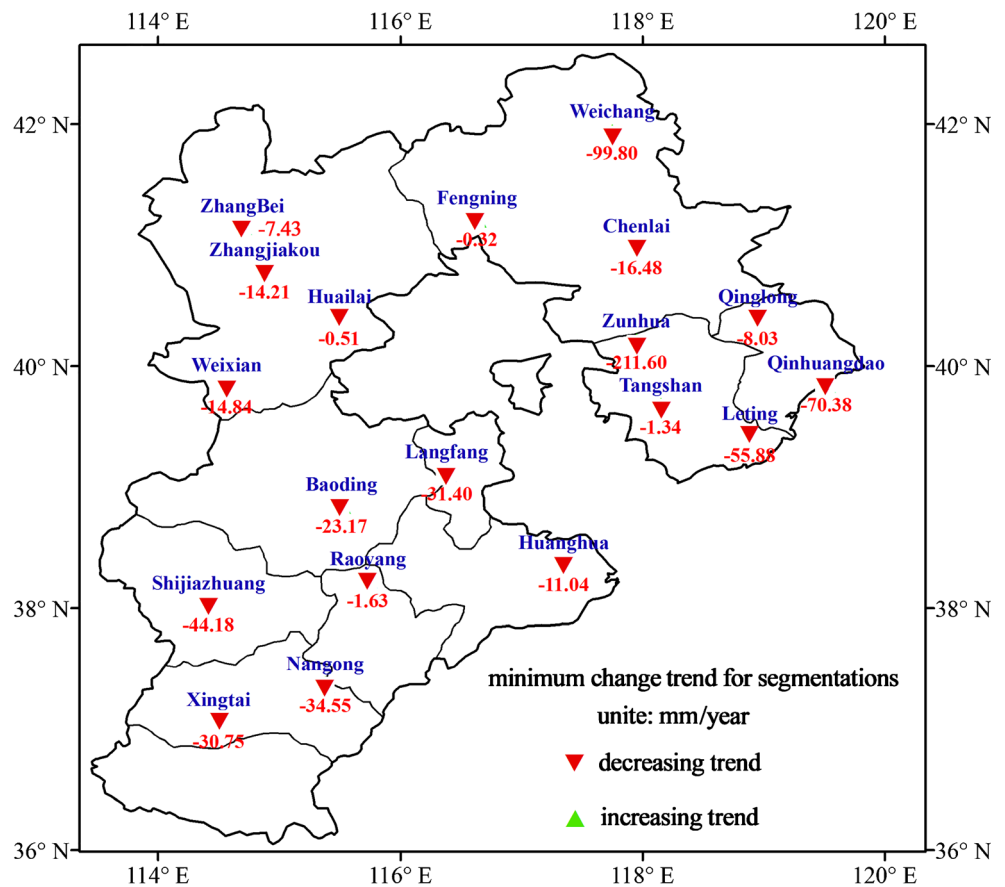 114° E 116° E 118° E 120° E
42° N 42° N
Weichang
-99.80
ZhangBei
-7.43
Fengning
-0.32
Zhangjiakou
-14.21
Chenlai
-16.48
Huailai
-0.51
Qinglong
-8.03
Zunhua
-211.60
40° N 40° N
Weixian
-14.84
Qinhuangdao
-70.38
Tangshan
-1.34
Leting
-55.88
Langfang
-31.40
Baoding
-23.17
Huanghua
-11.04
Raoyang
-1.63
Shijiazhuang
-44.18
38° N 38° N
Nangong
-34.55
Xingtai
-30.75
minimum change trend for segmentations
unite: mm/year
decreasing trend
increasing trend
36° N 36° N
114° E 116° E 118° E 120° E